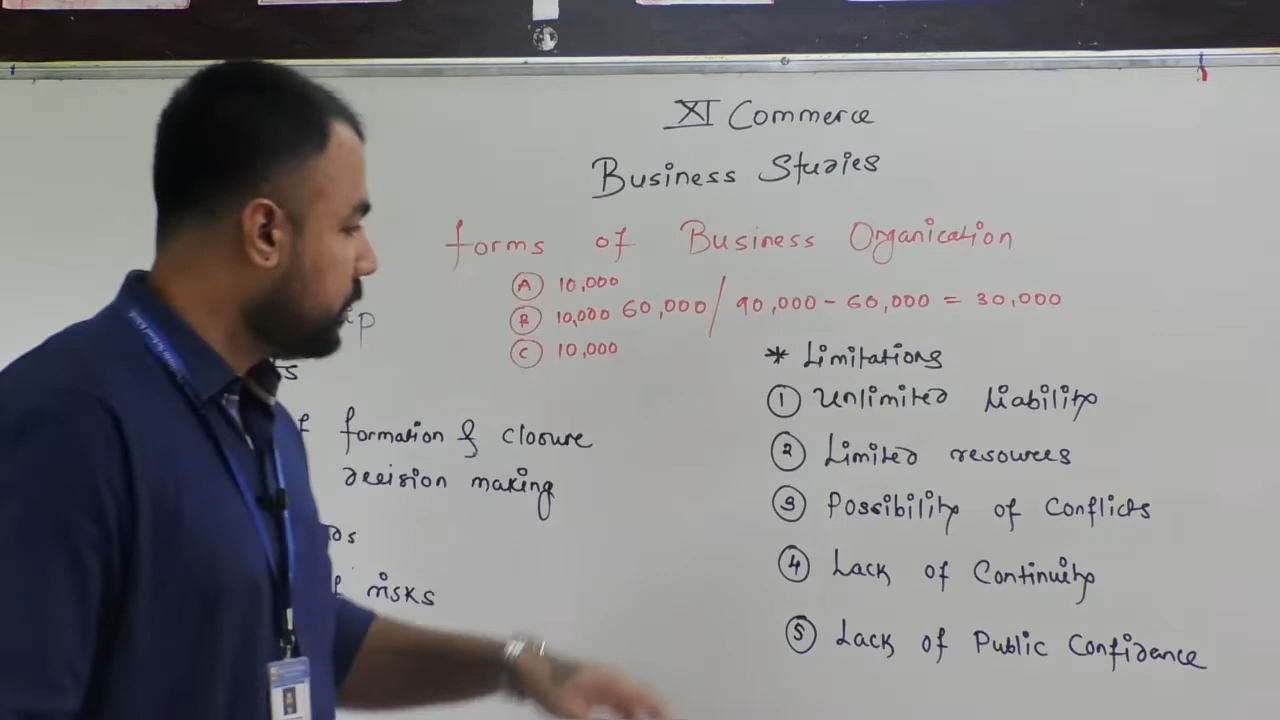 XI Commerce
Business Studies
forms of Business Organication
A 10,000
B 10,000 60,000 / 90,000 - 60,000 = 30,000
C 10,000
formation & closure
decision making
risks
* Limitations
1 Unlimited Liability
2 Limited resources
3 Possibility of Conflicts
4 Lack of Continuity
5 Lack of Public Confidence